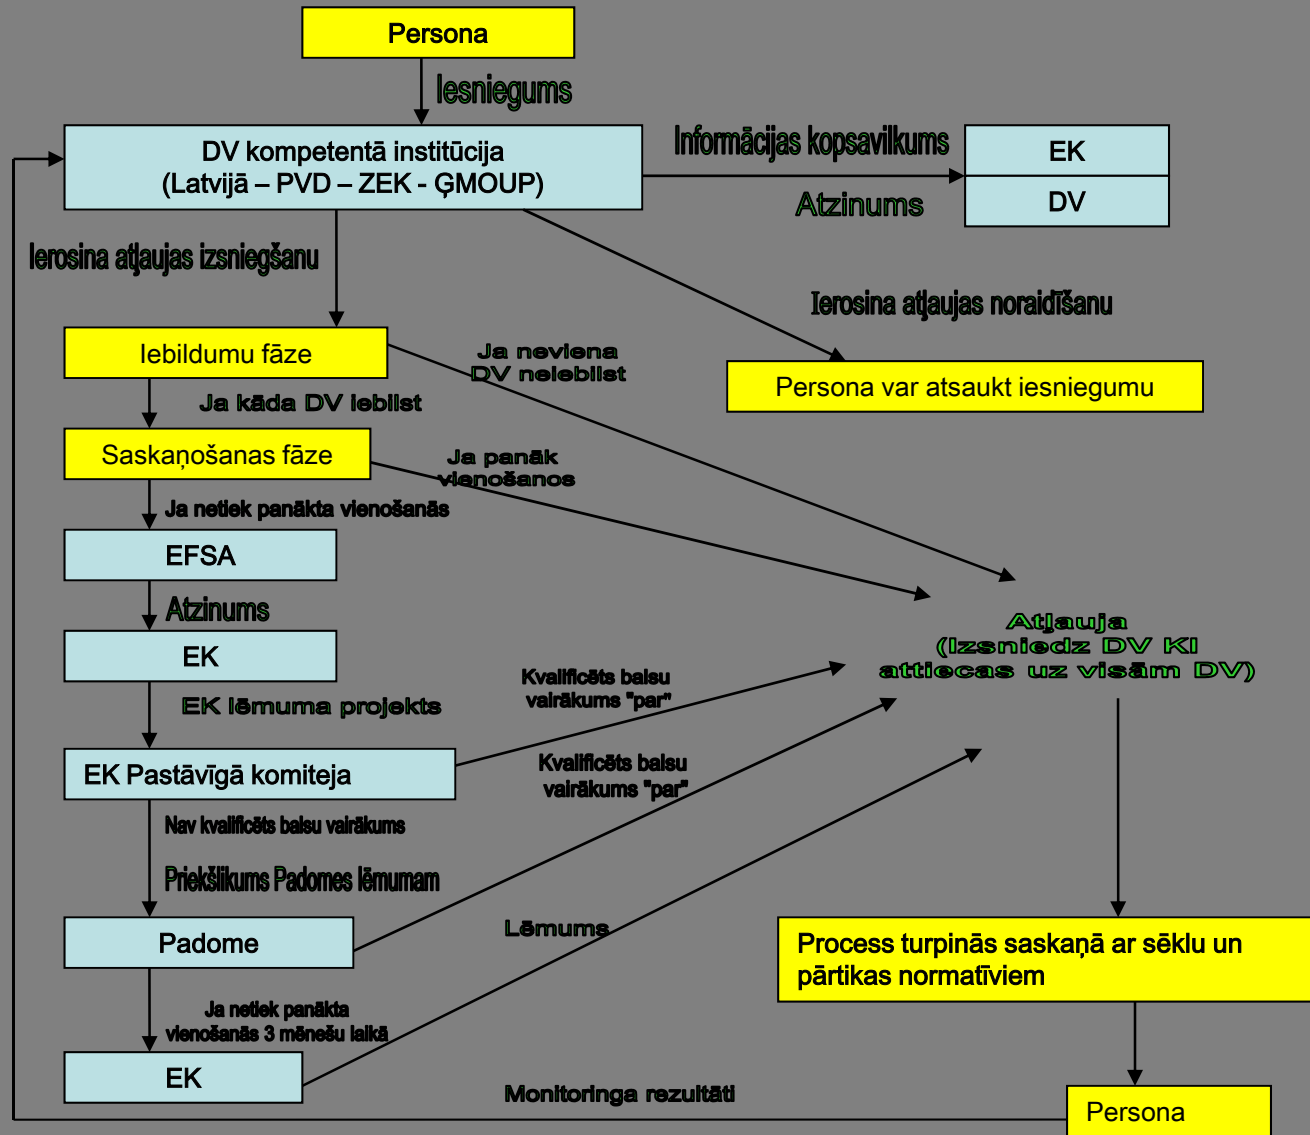 Persona
Iesniegums
DV kompetentā institūcija
(Latvijā – PVD – ZEK - ĢMOUP)
Informācijas kopsavilkums
Atzinums
EK
DV
Ierosina atļaujas izsniegšanu
Ierosina atļaujas noraidīšanu
Iebildumu fāze
Ja neviena
DV neiebilst
Persona var atsaukt iesniegumu
Ja kāda DV iebilst
Saskaņošanas fāze
Ja panāk
vienošanos
Ja netiek panākta vienošanās
EFSA
Atzinums
EK
EK lēmuma projekts
Atļauja
(Izsniedz DV KI
attiecas uz visām DV)
Kvalificēts balsu
vairākums "par"
EK Pastāvīgā komiteja
Kvalificēts balsu
vairākums "par"
Nav kvalificēts balsu vairākums
Priekšlikums Padomes lēmumam
Padome
Lēmums
Process turpinās saskaņā ar sēklu un
pārtikas normatīviem
Ja netiek panākta
vienošanās 3 mēnešu laikā
EK
Monitoringa rezultāti
Persona